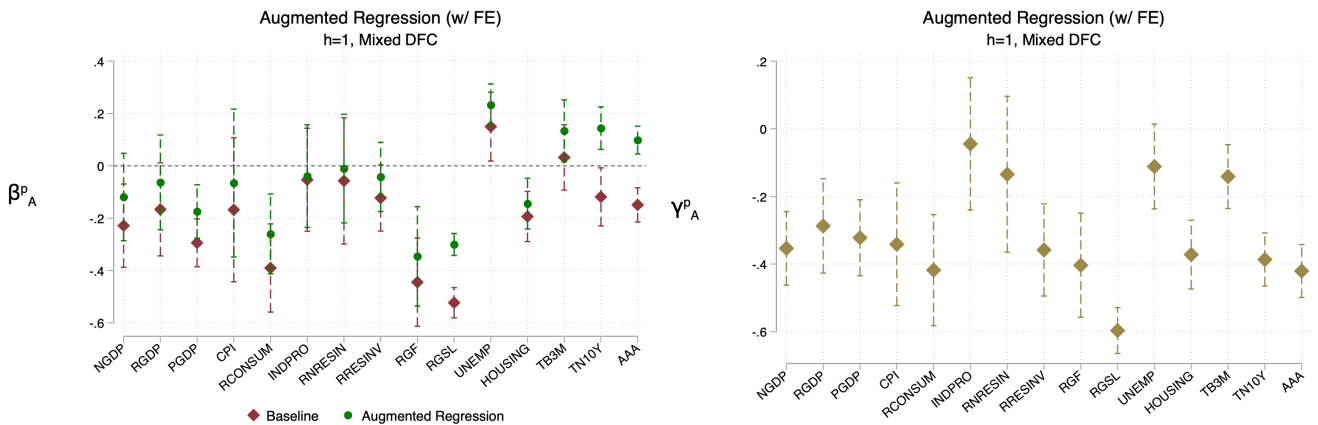 Augmented Regression (w/ FE)
h=1, Mixed DFC
.4
.2
0
-.2
-.4
-.6
βᵖA
NGDP
RGDP
PGDP
CPI
RCONSUM
INDPRO
RNRESIN
RRESINV
RGF
RGSL
UNEMP
HOUSING
TB3M
TN10Y
AAA
Baseline
Augmented Regression
Augmented Regression (w/ FE)
h=1, Mixed DFC
.2
0
-.2
-.4
-.6
γᵖA
NGDP
RGDP
PGDP
CPI
RCONSUM
INDPRO
RNRESIN
RRESINV
RGF
RGSL
UNEMP
HOUSING
TB3M
TN10Y
AAA